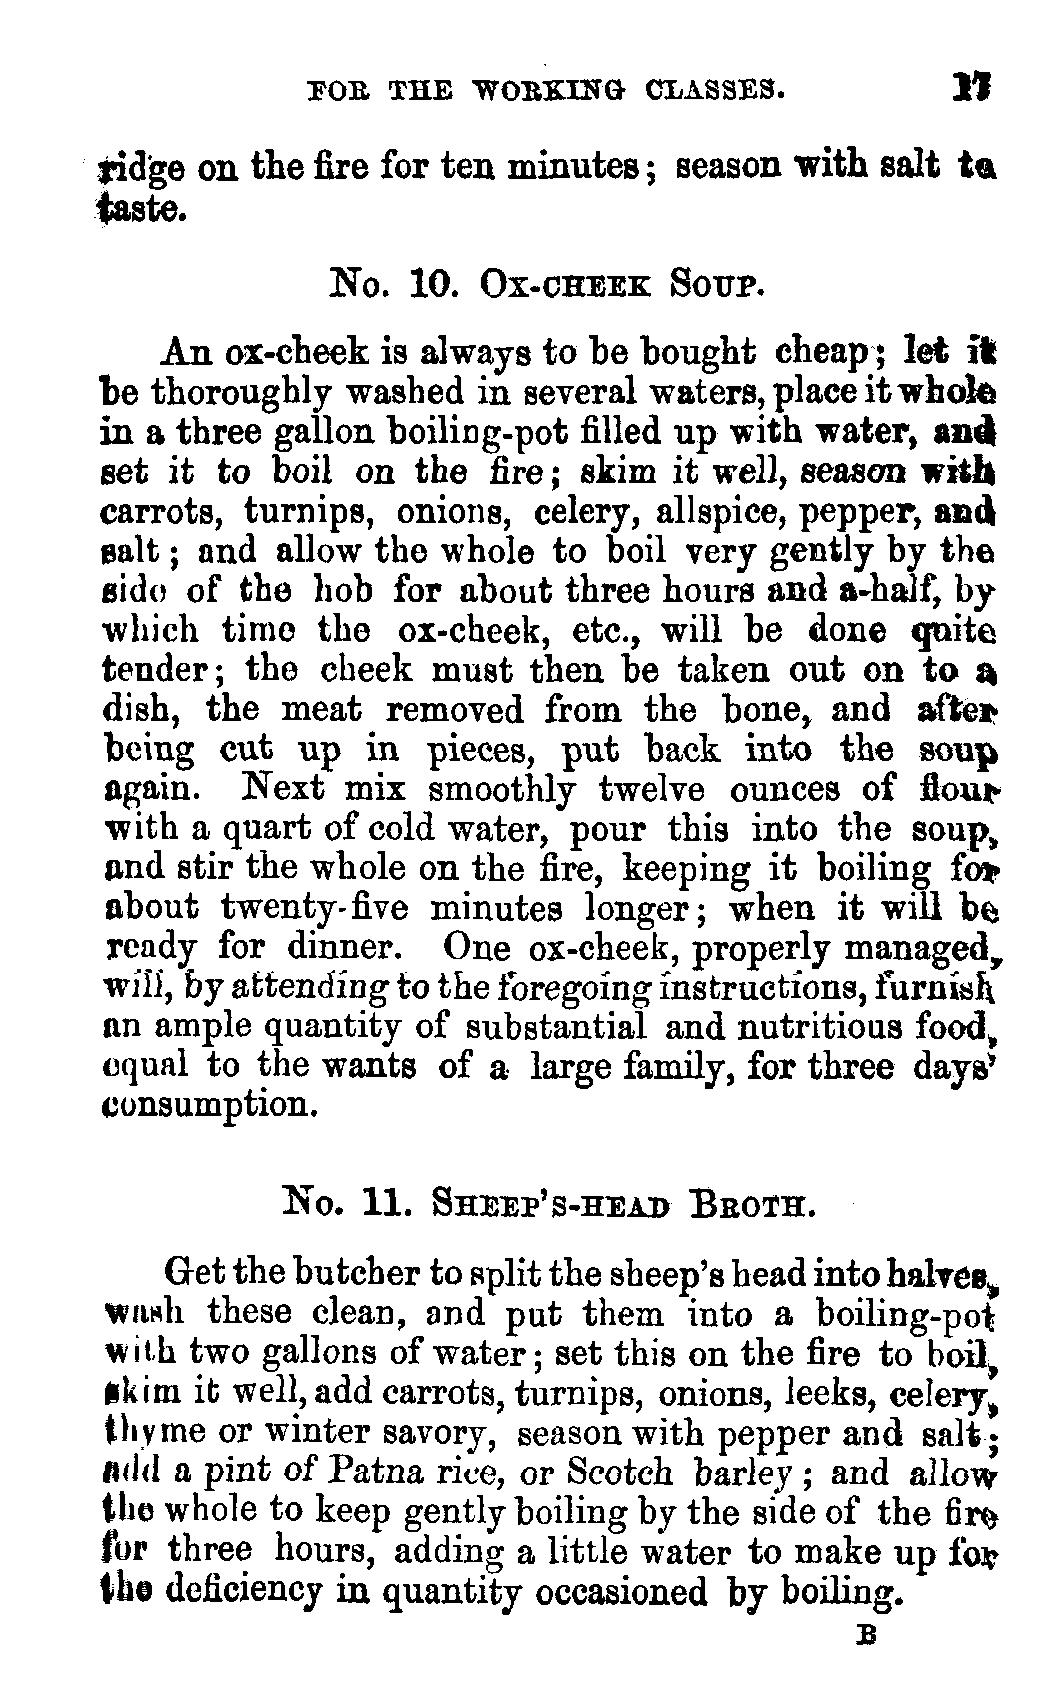 FOR THE WORKING CLASSES. 17
ridge on the fire for ten minutes; season with salt to
taste.
No. 10. Ox-cheek Soup.
An ox-cheek is always to be bought cheap; let it
be thoroughly washed in several waters, place it whole
in a three gallon boiling-pot filled up with water, and
set it to boil on the fire; skim it well, season with
carrots, turnips, onions, celery, allspice, pepper, and
salt; and allow the whole to boil very gently by the
side of the hob for about three hours and a-half, by
which time the ox-cheek, etc., will be done quite
tender; the cheek must then be taken out on to a
dish, the meat removed from the bone, and after
being cut up in pieces, put back into the soup
again. Next mix smoothly twelve ounces of flour
with a quart of cold water, pour this into the soup,
and stir the whole on the fire, keeping it boiling for
about twenty-five minutes longer; when it will be
ready for dinner. One ox-cheek, properly managed,
will, by attending to the foregoing instructions, furnish
an ample quantity of substantial and nutritious food,
equal to the wants of a large family, for three days'
consumption.
No. 11. Sheep's-head Broth.
Get the butcher to split the sheep's head into halves,
wash these clean, and put them into a boiling-pot
with two gallons of water; set this on the fire to boil,
skim it well, add carrots, turnips, onions, leeks, celery,
thyme or winter savory, season with pepper and salt;
add a pint of Patna rice, or Scotch barley; and allow
the whole to keep gently boiling by the side of the fire
for three hours, adding a little water to make up for
the deficiency in quantity occasioned by boiling.
B